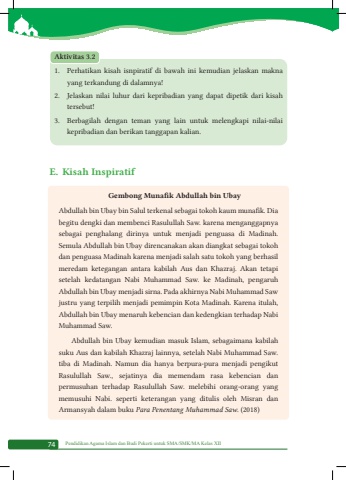 Aktivitas 3.2
1. Perhatikan kisah isnpiratif di bawah ini kemudian jelaskan makna
yang terkandung di dalamnya!
2. Jelaskan nilai luhur dari kepribadian yang dapat dipetik dari kisah
tersebut!
3. Berbagilah dengan teman yang lain untuk melengkapi nilai-nilai
kepribadian dan berikan tanggapan kalian.
E. Kisah Inspiratif
Gembong Munafik Abdullah bin Ubay
Abdullah bin Ubay bin Salul terkenal sebagai tokoh kaum munafik. Dia
begitu dengki dan membenci Rasulullah Saw. karena menganggapnya
sebagai penghalang dirinya untuk menjadi penguasa di Madinah.
Semula Abdullah bin Ubay direncanakan akan diangkat sebagai tokoh
dan penguasa Madinah karena menjadi salah satu tokoh yang berhasil
meredam ketegangan antara kabilah Aus dan Khazraj. Akan tetapi
setelah kedatangan Nabi Muhammad Saw. ke Madinah, pengaruh
Abdullah bin Ubay menjadi sirna. Pada akhirnya Nabi Muhammad Saw
justru yang terpilih menjadi pemimpin Kota Madinah. Karena itulah,
Abdullah bin Ubay menaruh kebencian dan kedengkian terhadap Nabi
Muhammad Saw.
Abdullah bin Ubay kemudian masuk Islam, sebagaimana kabilah
suku Aus dan kabilah Khazraj lainnya, setelah Nabi Muhammad Saw.
tiba di Madinah. Namun dia hanya berpura-pura menjadi pengikut
Rasulullah Saw., sejatinya dia memendam rasa kebencian dan
permusuhan terhadap Rasulullah Saw. melebihi orang-orang yang
memusuhi Nabi. seperti keterangan yang ditulis oleh Misran dan
Armansyah dalam buku Para Penentang Muhammad Saw. (2018)
74 Pendidikan Agama Islam dan Budi Pekerti untuk SMA/SMK/MA Kelas XII